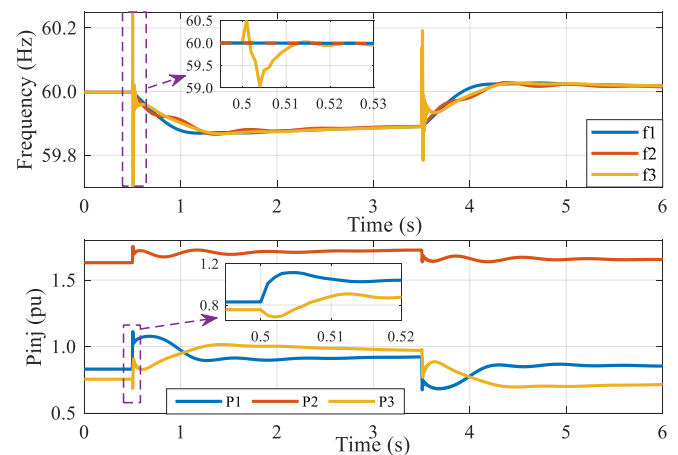 Frequency (Hz)
60.0
59.8
60.5
60.0
59.5
59.0
0.5 0.51 0.52 0.53
f1
f2
f3
0 1 2 3 4 5 6
Time (s)
Pinj (pu)
1.5
1.0
0.5
1.2
0.8
0.5 0.51 0.52
P1 P2 P3
0 1 2 3 4 5 6
Time (s)